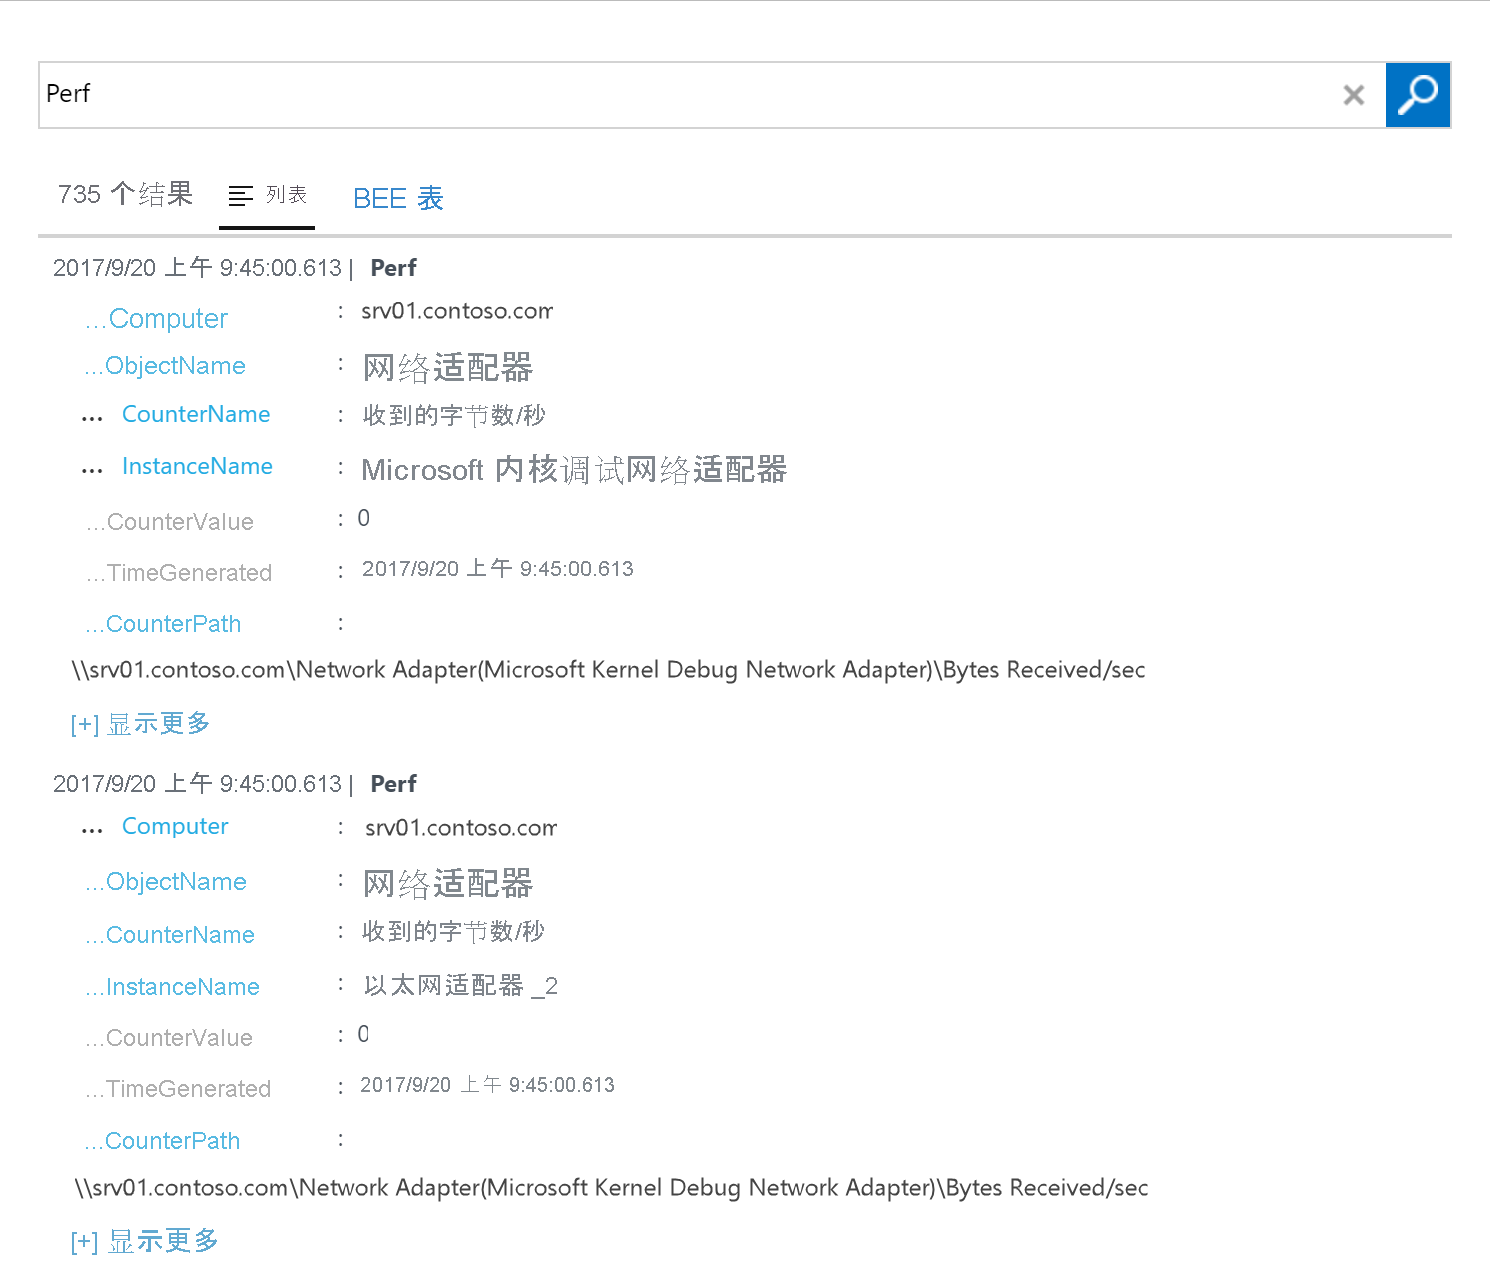 Perf
735 个结果 列表 BEE 表
2017/9/20 上午 9:45:00.613 | Perf
...Computer : srv01.contoso.com
...ObjectName : 网络适配器
... CounterName : 收到的字节数/秒
... InstanceName : Microsoft 内核调试网络适配器
...CounterValue : 0
...TimeGenerated : 2017/9/20 上午 9:45:00.613
...CounterPath :
\\srv01.contoso.com\Network Adapter(Microsoft Kernel Debug Network Adapter)\Bytes Received/sec
[+] 显示更多
2017/9/20 上午 9:45:00.613 | Perf
... Computer : srv01.contoso.com
...ObjectName : 网络适配器
...CounterName : 收到的字节数/秒
...InstanceName : 以太网适配器 _2
...CounterValue : 0
...TimeGenerated : 2017/9/20 上午 9:45:00.613
...CounterPath :
\\srv01.contoso.com\Network Adapter(Microsoft Kernel Debug Network Adapter)\Bytes Received/sec
[+] 显示更多